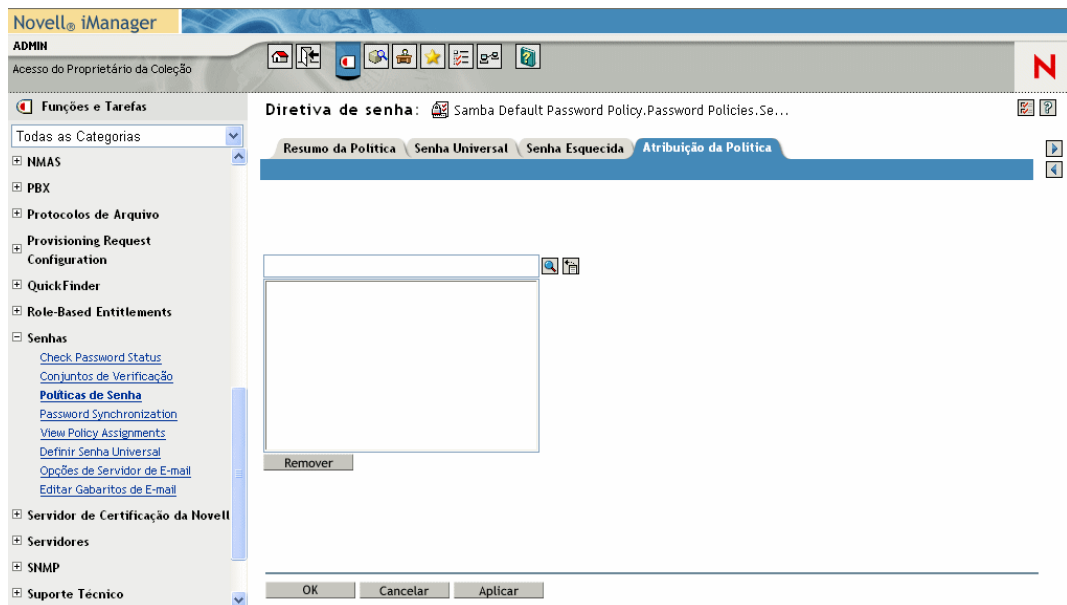 Novell® iManager
ADMIN
Acesso do Proprietário da Coleção
N
Funções e Tarefas
Todas as Categorias
NMAS
PBX
Protocolos de Arquivo
Provisioning Request
Configuration
QuickFinder
Role-Based Entitlements
Senhas
Check Password Status
Conjuntos de Verificação
Políticas de Senha
Password Synchronization
View Policy Assignments
Definir Senha Universal
Opções de Servidor de E-mail
Editar Gabaritos de E-mail
Servidor de Certificação da Novell
Servidores
SNMP
Suporte Técnico
Diretiva de senha: Samba Default Password Policy.Password Policies.Se...
Resumo da Política Senha Universal Senha Esquecida Atribuição da Política
Remover
OK Cancelar Aplicar